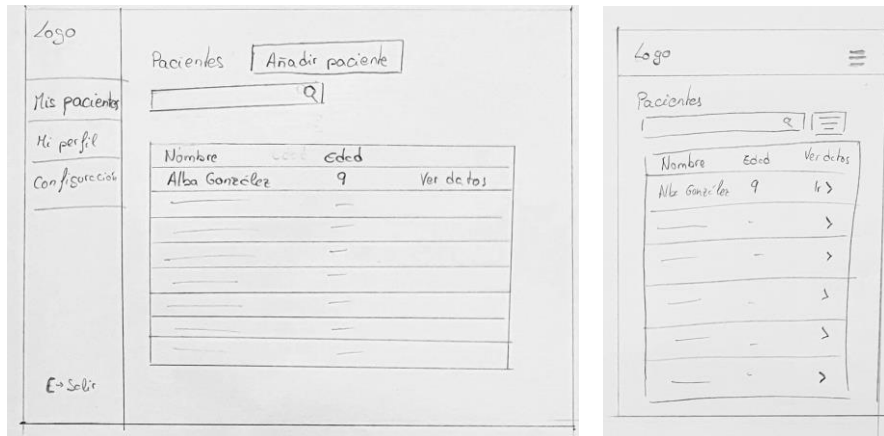 Logo
Mis pacientes
Mi perfil
Configuración
Salir
Pacientes
Añadir paciente
Nombre Edad
Alba González 9 Ver datos
Logo
Pacientes
Nombre Edad Ver datos
Alba González 9 Ir >